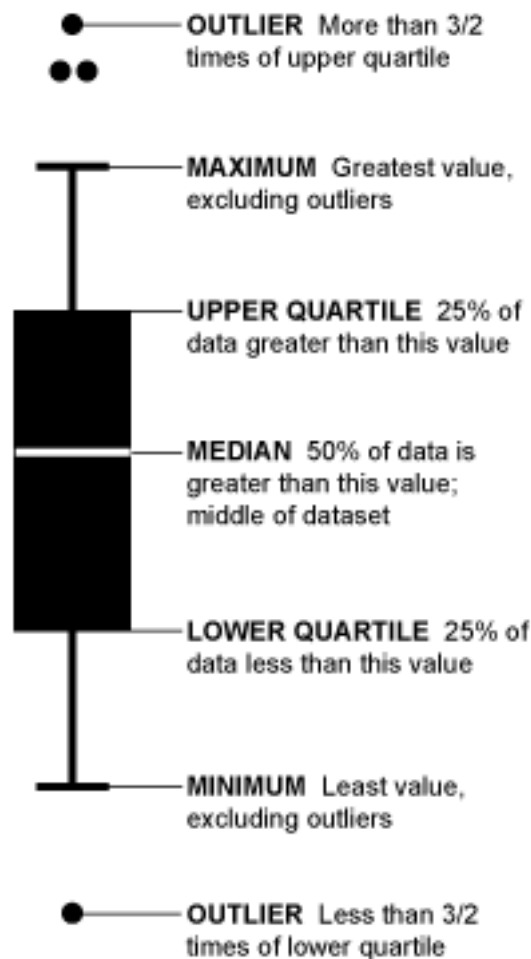 OUTLIER More than 3/2
times of upper quartile
MAXIMUM Greatest value,
excluding outliers
UPPER QUARTILE 25% of
data greater than this value
MEDIAN 50% of data is
greater than this value;
middle of dataset
LOWER QUARTILE 25% of
data less than this value
MINIMUM Least value,
excluding outliers
OUTLIER Less than 3/2
times of lower quartile